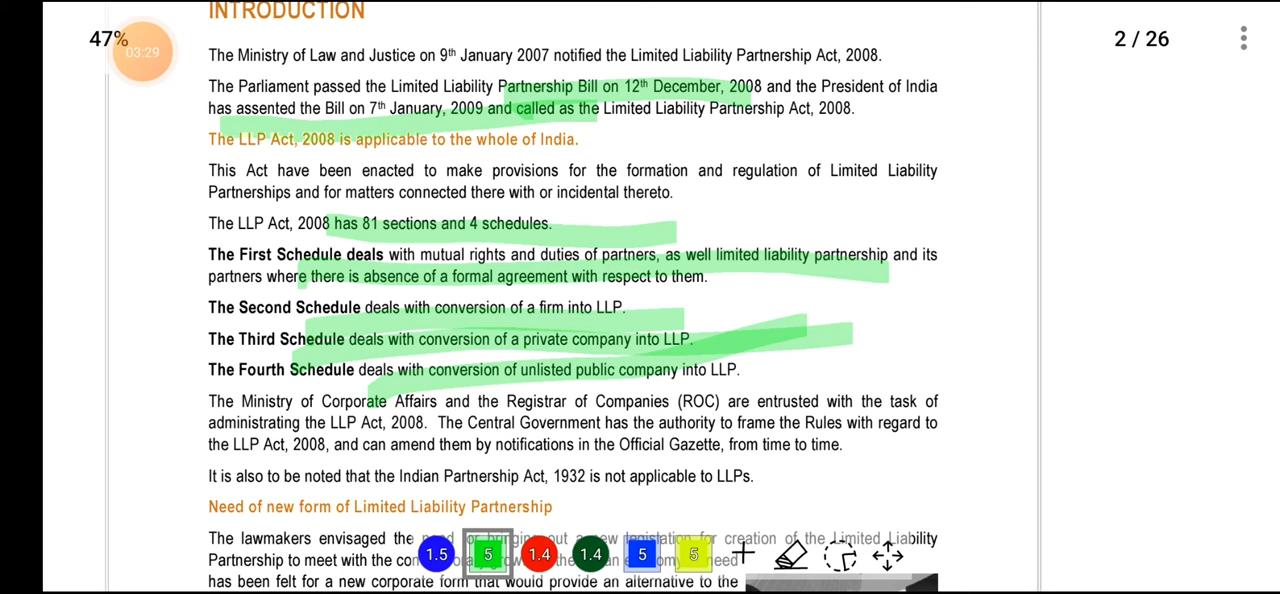 INTRODUCTION
47%
03:29
2 / 26
The Ministry of Law and Justice on 9th January 2007 notified the Limited Liability Partnership Act, 2008.
The Parliament passed the Limited Liability Partnership Bill on 12th December, 2008 and the President of India
has assented the Bill on 7th January, 2009 and called as the Limited Liability Partnership Act, 2008.
The LLP Act, 2008 is applicable to the whole of India.
This Act have been enacted to make provisions for the formation and regulation of Limited Liability
Partnerships and for matters connected there with or incidental thereto.
The LLP Act, 2008 has 81 sections and 4 schedules.
The First Schedule deals with mutual rights and duties of partners, as well limited liability partnership and its
partners where there is absence of a formal agreement with respect to them.
The Second Schedule deals with conversion of a firm into LLP.
The Third Schedule deals with conversion of a private company into LLP.
The Fourth Schedule deals with conversion of unlisted public company into LLP.
The Ministry of Corporate Affairs and the Registrar of Companies (ROC) are entrusted with the task of
administrating the LLP Act, 2008. The Central Government has the authority to frame the Rules with regard to
the LLP Act, 2008, and can amend them by notifications in the Official Gazette, from time to time.
It is also to be noted that the Indian Partnership Act, 1932 is not applicable to LLPs.
Need of new form of Limited Liability Partnership
The lawmakers envisaged the need for bringing out a new legislation for creation of the Limited Liability
1.5 5 1.4 1.4 5 5
Partnership to meet with the need
has been felt for a new corporate form that would provide an alternative to the